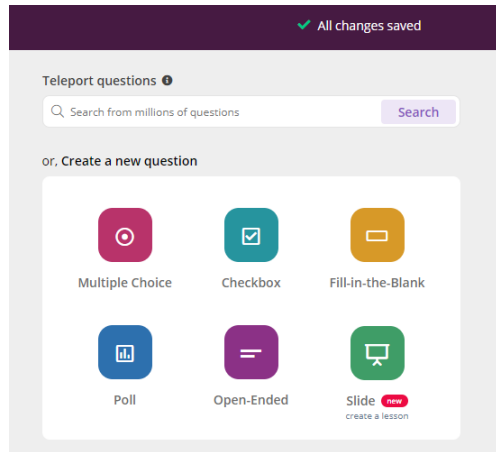 All changes saved
Teleport questions
Search from millions of questions
Search
or, Create a new question
Multiple Choice
Checkbox
Fill-in-the-Blank
Poll
Open-Ended
Slide new
create a lesson